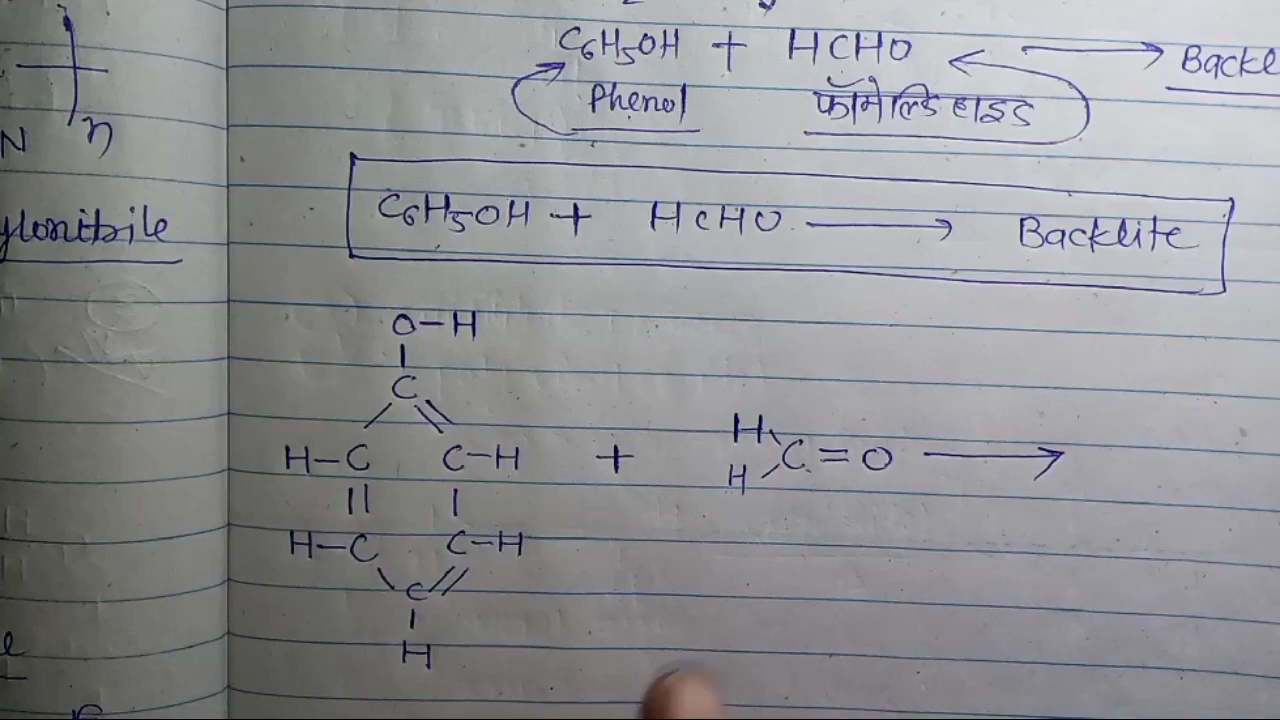 C6H5OH + HCHO ⟶ Backe
Phenol फॉर्मेल्डिहाइड
N n
ylonitrile
C6H5OH + HCHO ⟶ Backlite
O-H
C
H-C C-H + H C=O ⟶
H
H-C C-H
C
H